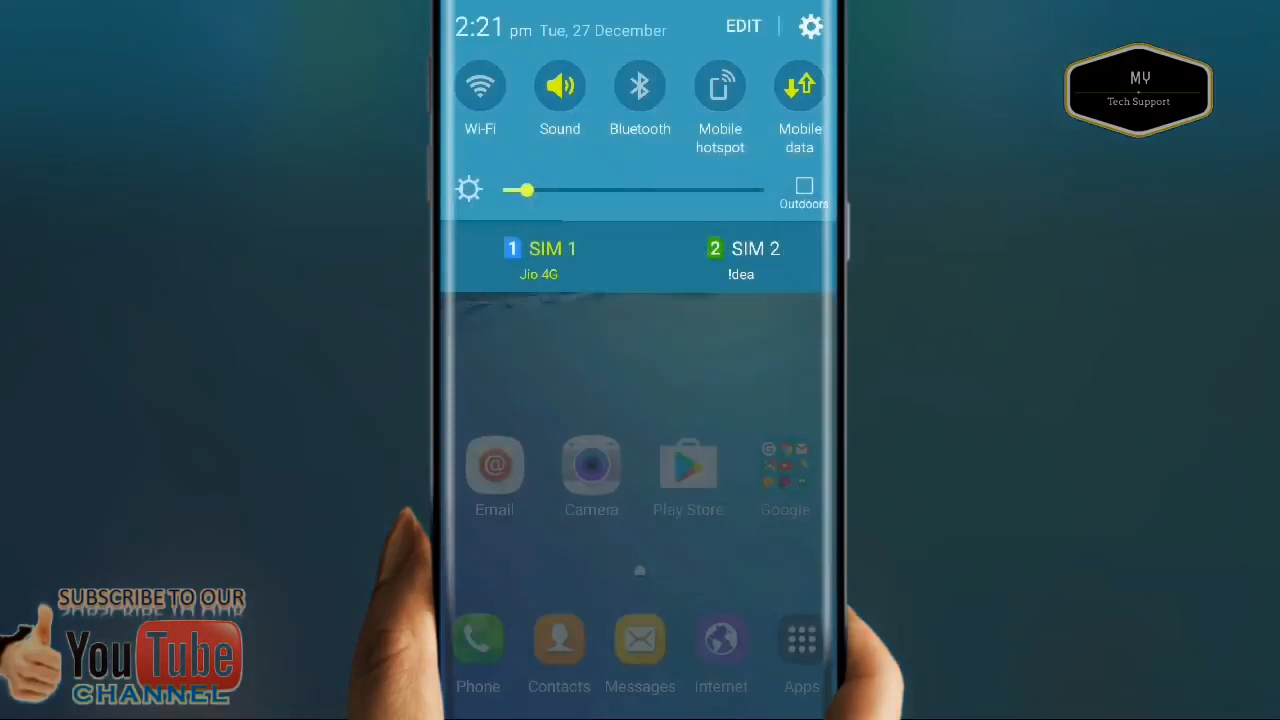 2:21 pm Tue, 27 December EDIT
Wi-Fi Sound Bluetooth Mobile hotspot Mobile data
Outdoors
1 SIM 1 2 SIM 2
Jio 4G !dea
Email Camera Play Store Google
Phone Contacts Messages Internet Apps
MY
Tech Support
SUBSCRIBE TO OUR
YouTube
CHANNEL